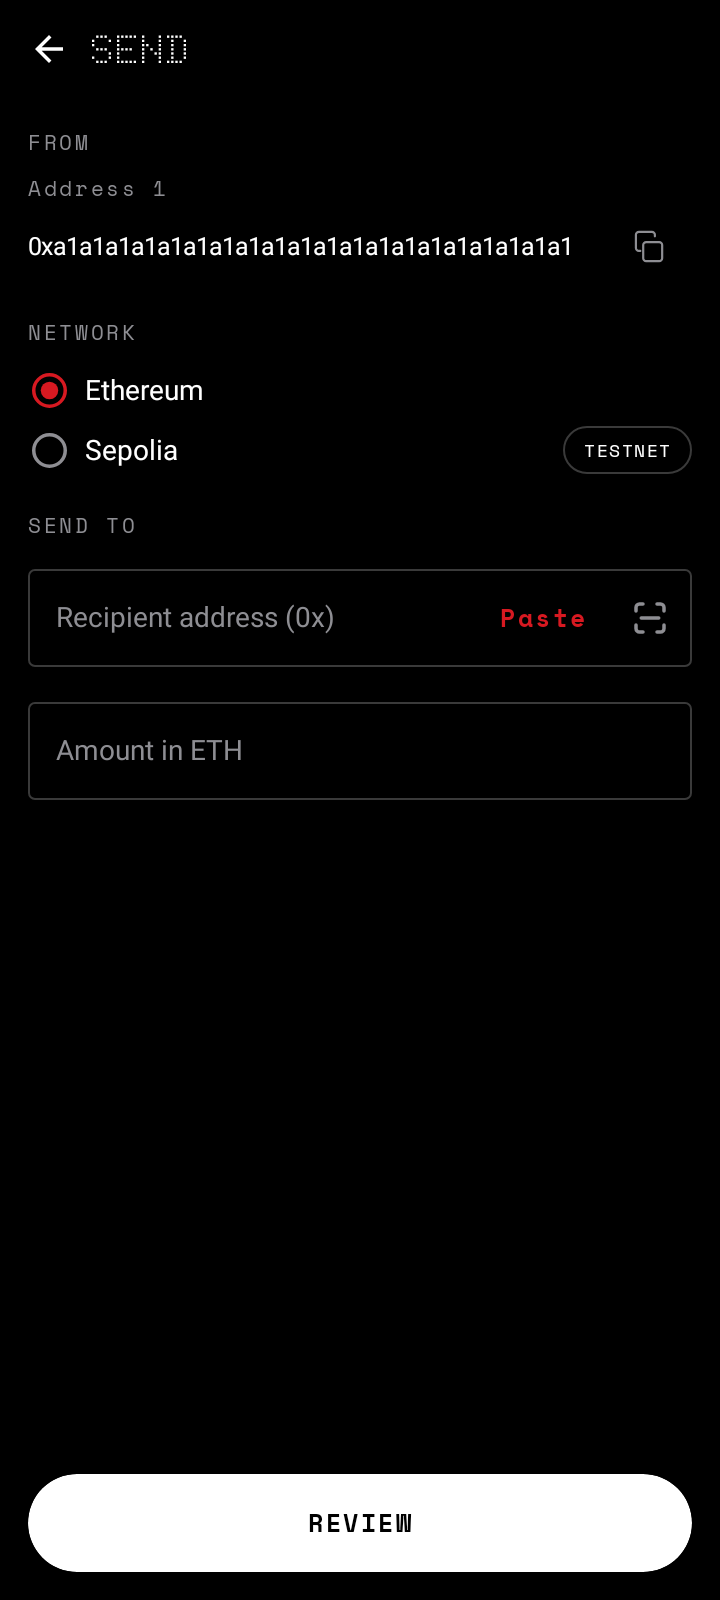 SEND
FROM
Address 1
0xa1a1a1a1a1a1a1a1a1a1a1a1a1a1a1a1a1a1a1a1
NETWORK
Ethereum
Sepolia TESTNET
SEND TO
Recipient address (0x) Paste
Amount in ETH
REVIEW